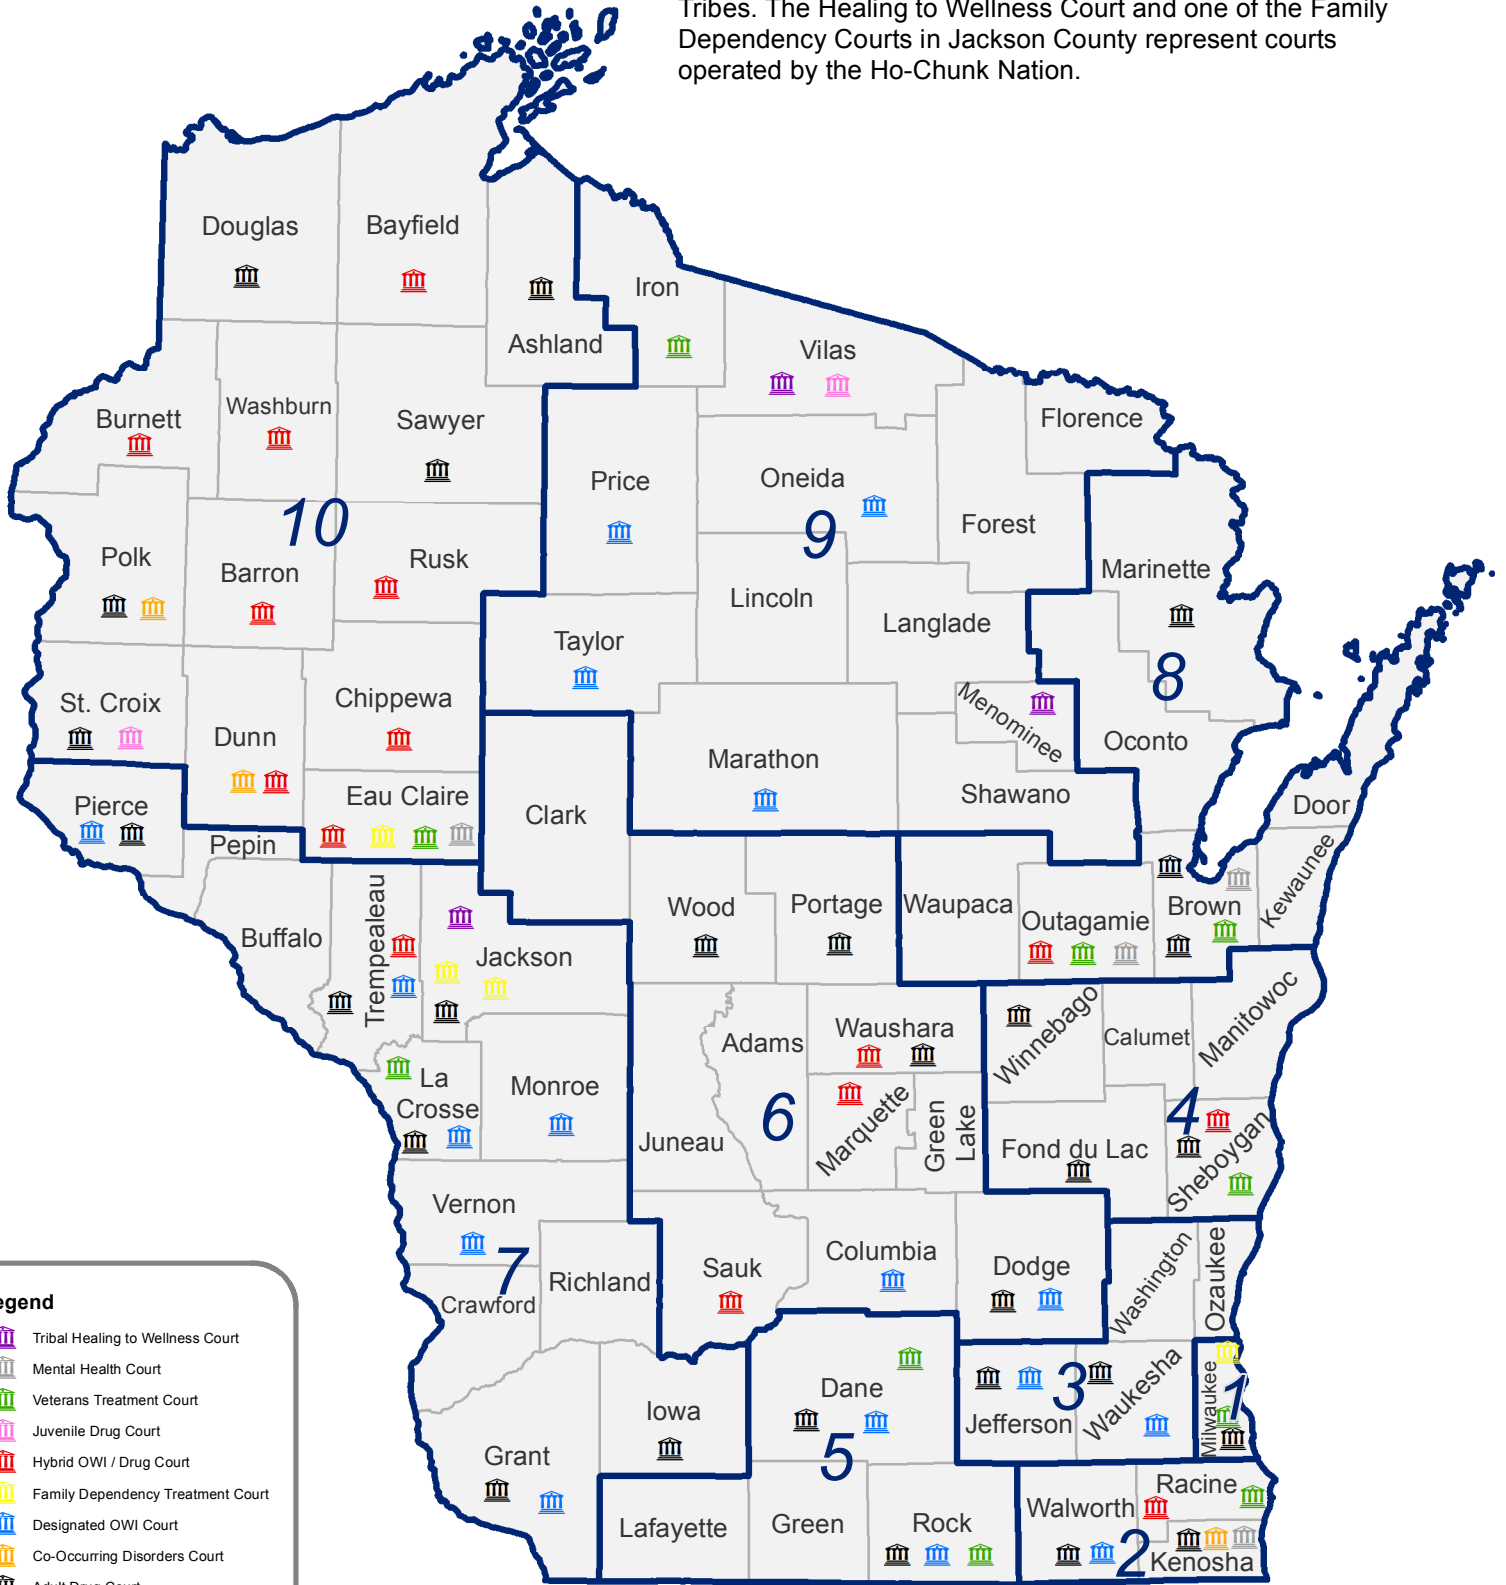 Tribes. The Healing to Wellness Court and one of the Family
Dependency Courts in Jackson County represent courts
operated by the Ho-Chunk Nation.
Douglas
Bayfield
Iron
Ashland
Vilas
Burnett
Washburn
Sawyer
Florence
Price
Oneida
10
9
Forest
Polk
Barron
Rusk
Marinette
Lincoln
Langlade
Taylor
8
St. Croix
Chippewa
Menominee
Dunn
Marathon
Oconto
Pierce
Eau Claire
Clark
Shawano
Door
Pepin
Kewaunee
Buffalo
Trempealeau
Jackson
Wood
Portage
Waupaca
Outagamie
Brown
Adams
Waushara
Winnebago
Calumet
Manitowoc
La
Crosse
Monroe
Juneau
6
Marquette
Green
Lake
4
Fond du Lac
Sheboygan
Vernon
7
Richland
Crawford
Sauk
Columbia
Dodge
Washington
Ozaukee
Iowa
Dane
5
3
Jefferson
Waukesha
Milwaukee
1
Grant
Lafayette
Green
Rock
Walworth
Racine
2
Kenosha
egend
Tribal Healing to Wellness Court
Mental Health Court
Veterans Treatment Court
Juvenile Drug Court
Hybrid OWI / Drug Court
Family Dependency Treatment Court
Designated OWI Court
Co-Occurring Disorders Court
Adult Drug Court